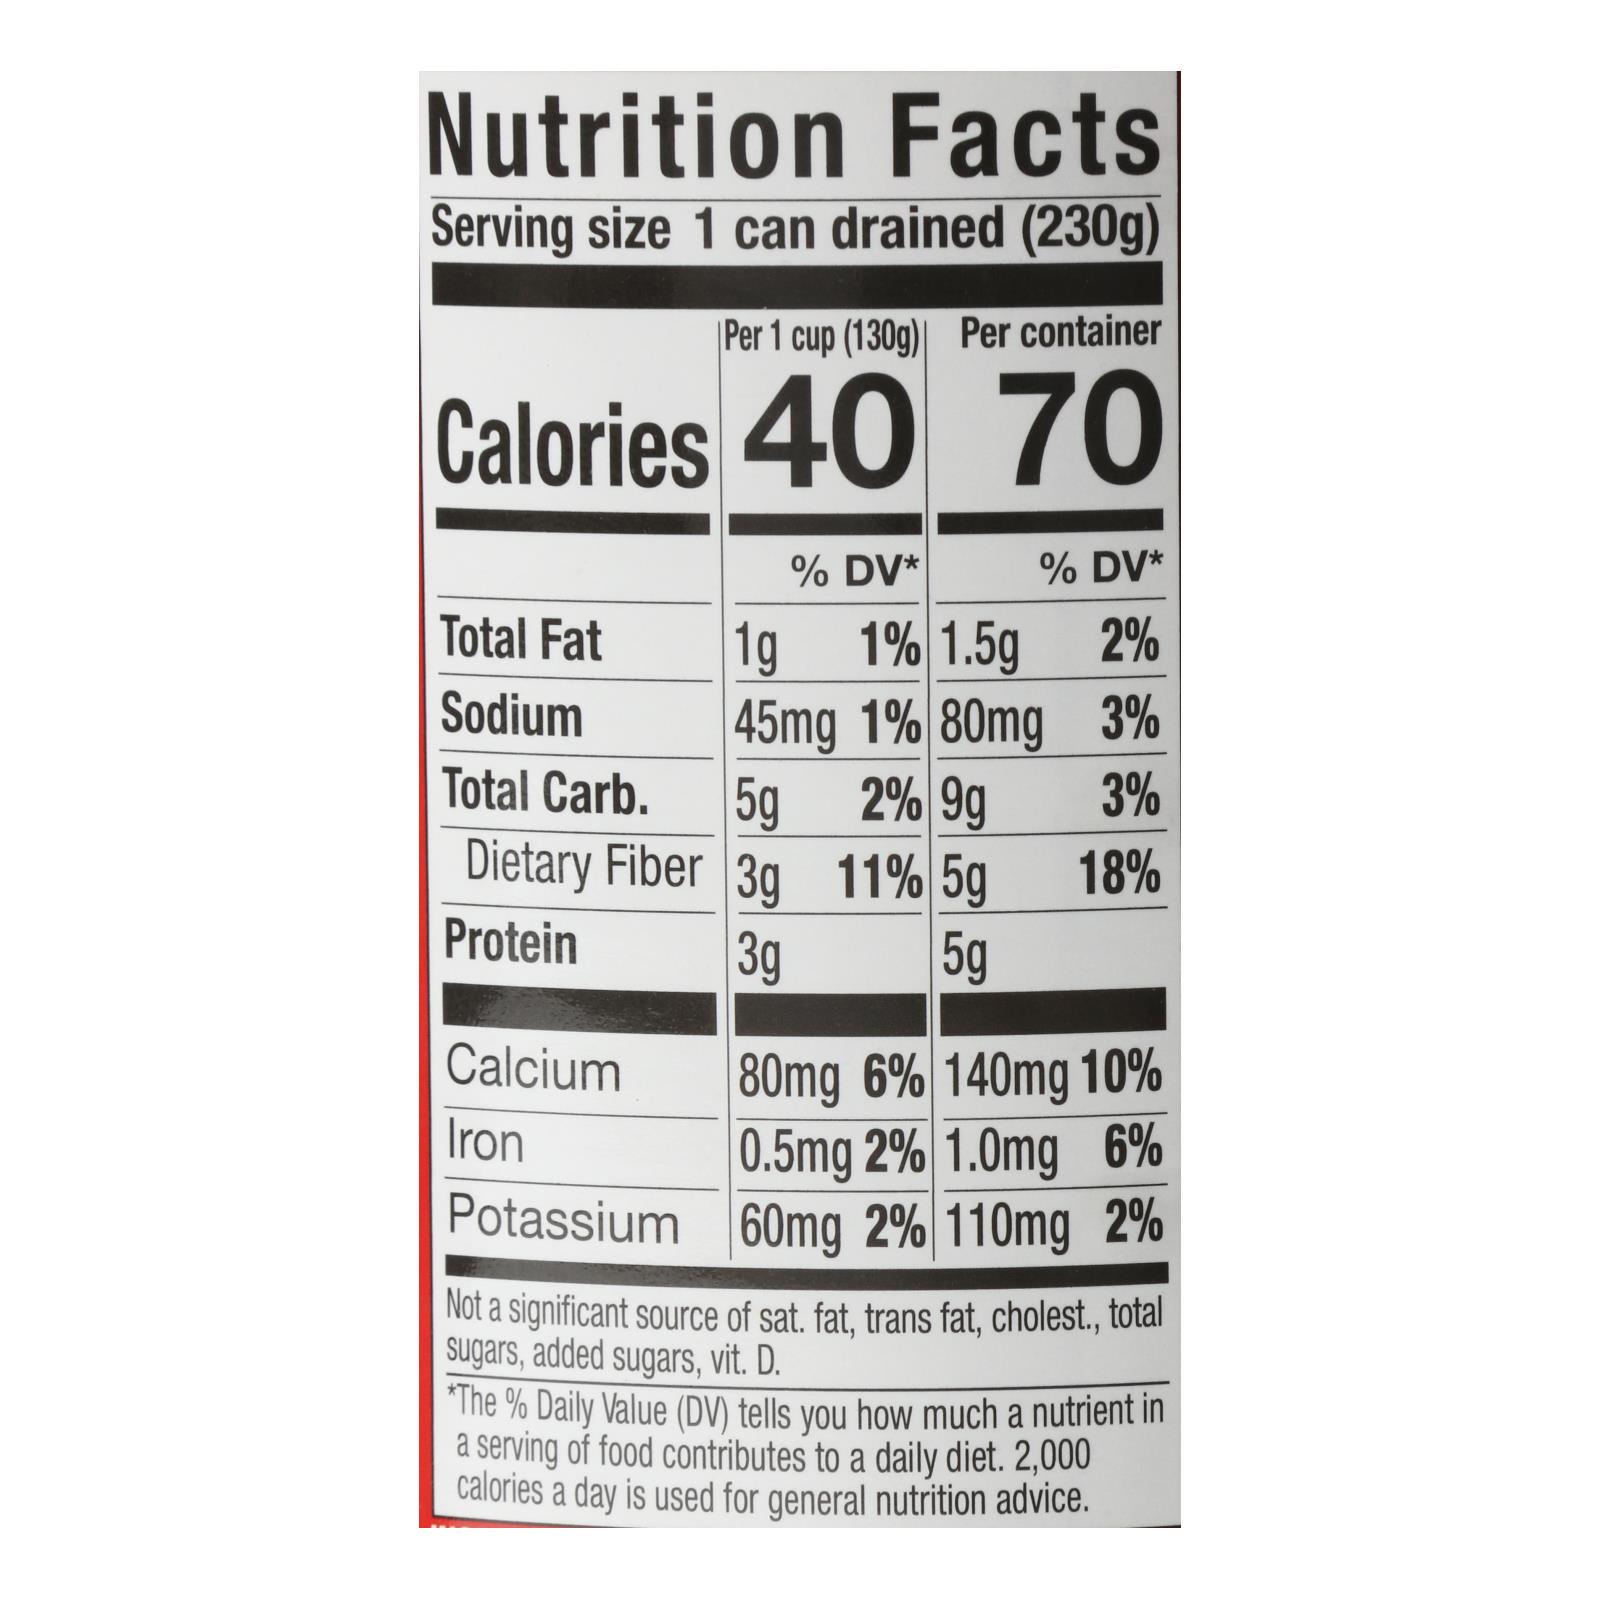 Nutrition Facts
Serving size 1 can drained (230g)
Per 1 cup (130g) Per container
Calories 40 70
% DV* % DV*
Total Fat 1g 1% 1.5g 2%
Sodium 45mg 1% 80mg 3%
Total Carb. 5g 2% 9g 3%
Dietary Fiber 3g 11% 5g 18%
Protein 3g 5g
Calcium 80mg 6% 140mg 10%
Iron 0.5mg 2% 1.0mg 6%
Potassium 60mg 2% 110mg 2%
Not a significant source of sat. fat, trans fat, cholest., total
sugars, added sugars, vit. D.
*The % Daily Value (DV) tells you how much a nutrient in
a serving of food contributes to a daily diet. 2,000
calories a day is used for general nutrition advice.